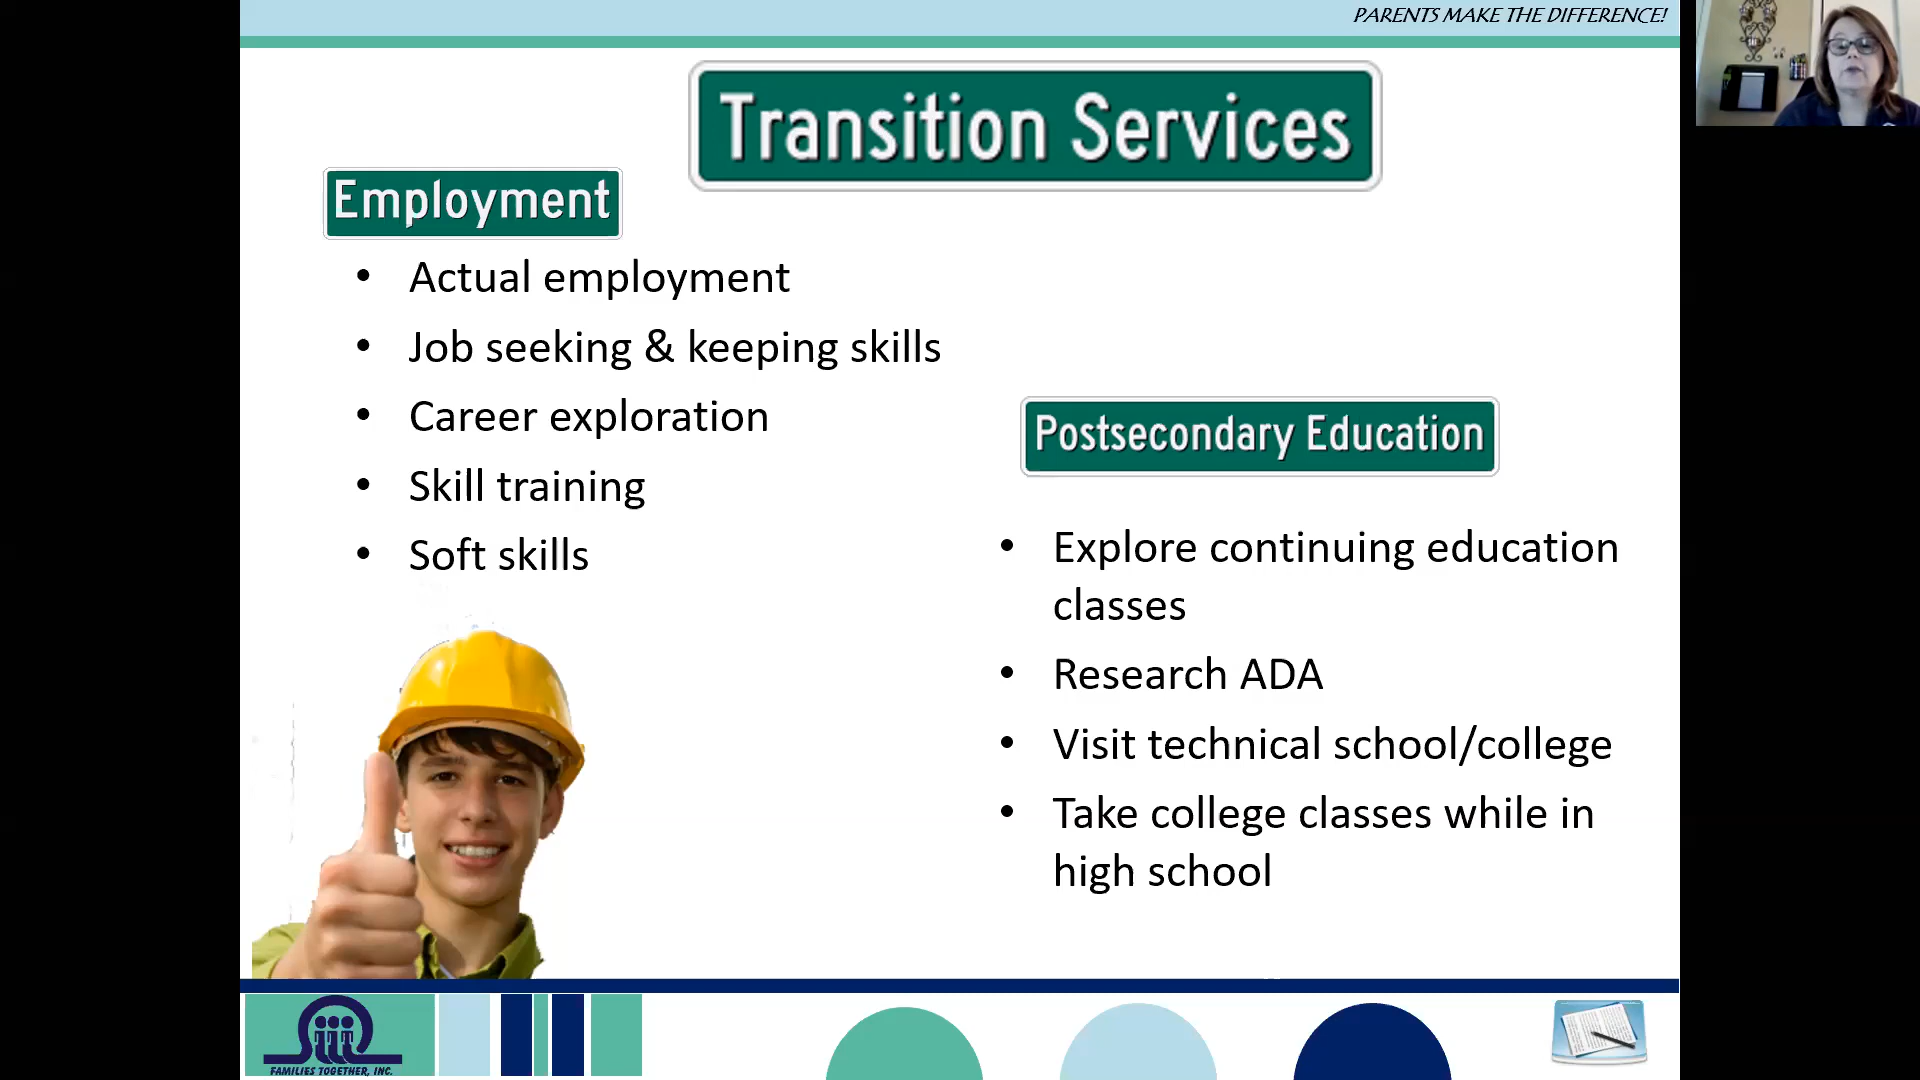 PARENTS MAKE THE DIFFERENCE!
Transition Services
Employment
• Actual employment
• Job seeking & keeping skills
• Career exploration
• Skill training
• Soft skills
Postsecondary Education
• Explore continuing education
classes
• Research ADA
• Visit technical school/college
• Take college classes while in
high school
FAMILIES TOGETHER, INC.